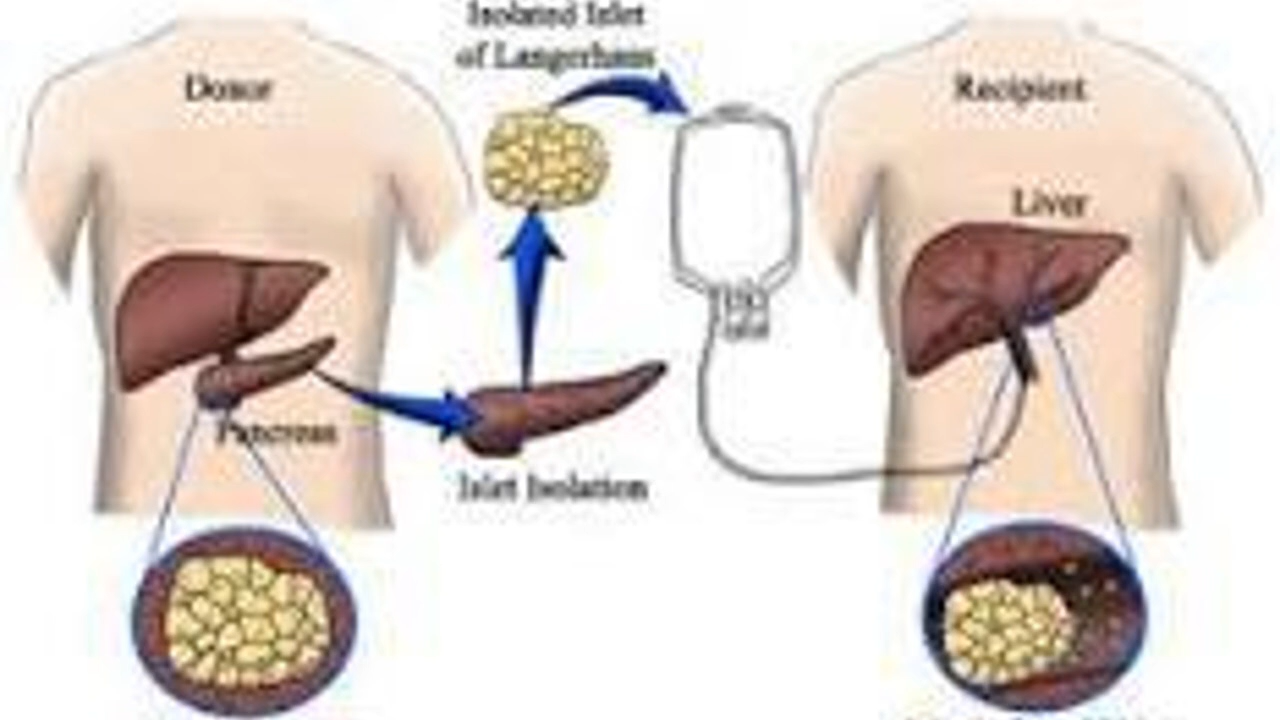 Isolated Islet
of Langerhans
Donor
Recipient
Liver
Pancreas
Islet Isolation